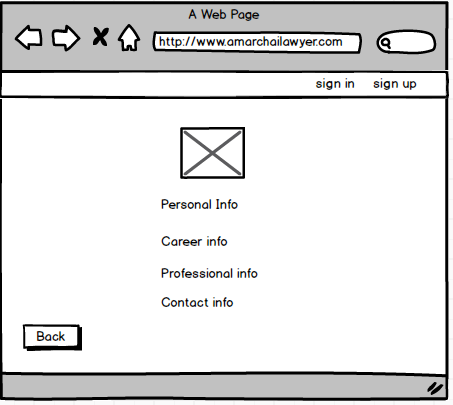 A Web Page
http://www.amarchailawyer.com
sign in sign up
Personal Info
Career info
Professional info
Contact info
Back